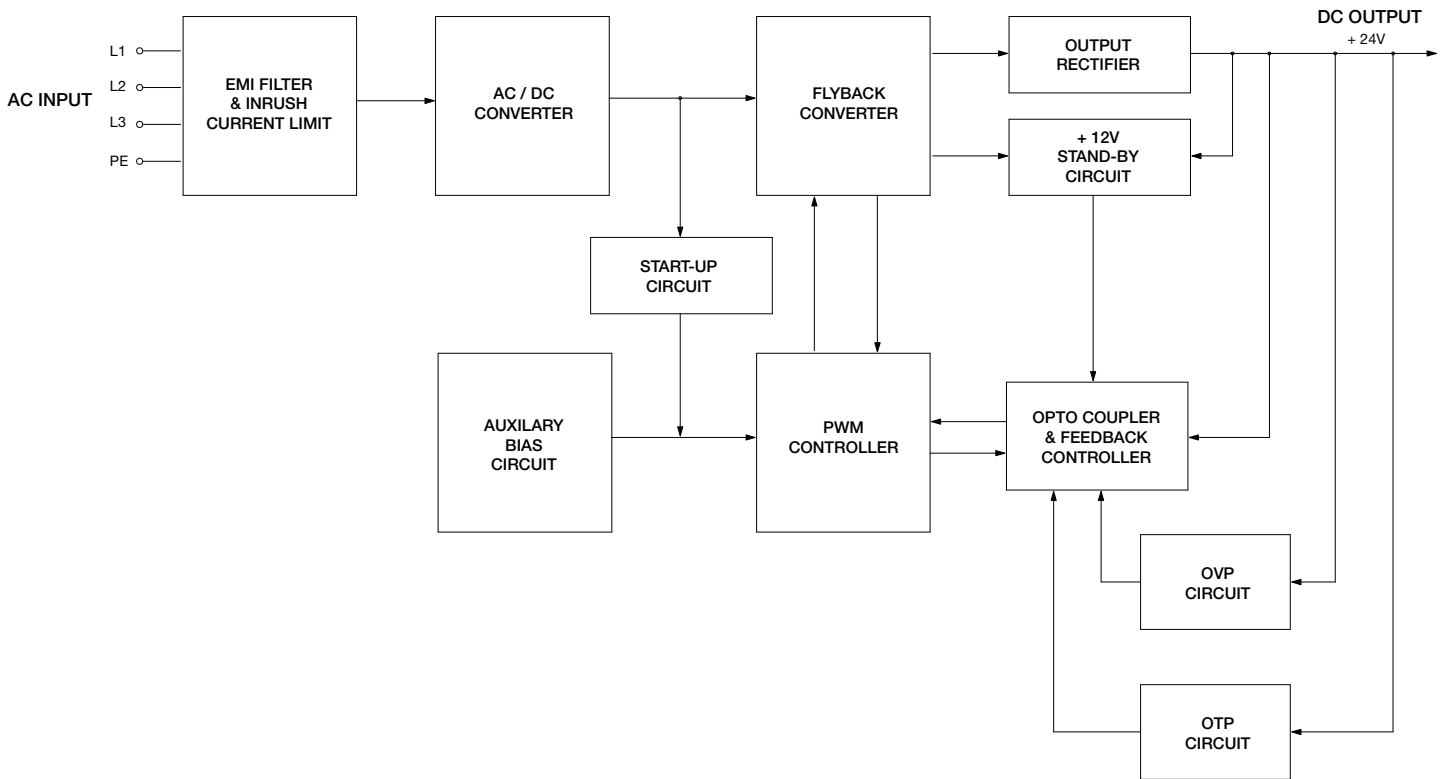 DC OUTPUT
+ 24V
AC INPUT
L1
L2
L3
PE
EMI FILTER
& INRUSH
CURRENT LIMIT
AC / DC
CONVERTER
FLYBACK
CONVERTER
OUTPUT
RECTIFIER
+ 12V
STAND-BY
CIRCUIT
START-UP
CIRCUIT
AUXILARY
BIAS
CIRCUIT
PWM
CONTROLLER
OPTO COUPLER
& FEEDBACK
CONTROLLER
OVP
CIRCUIT
OTP
CIRCUIT